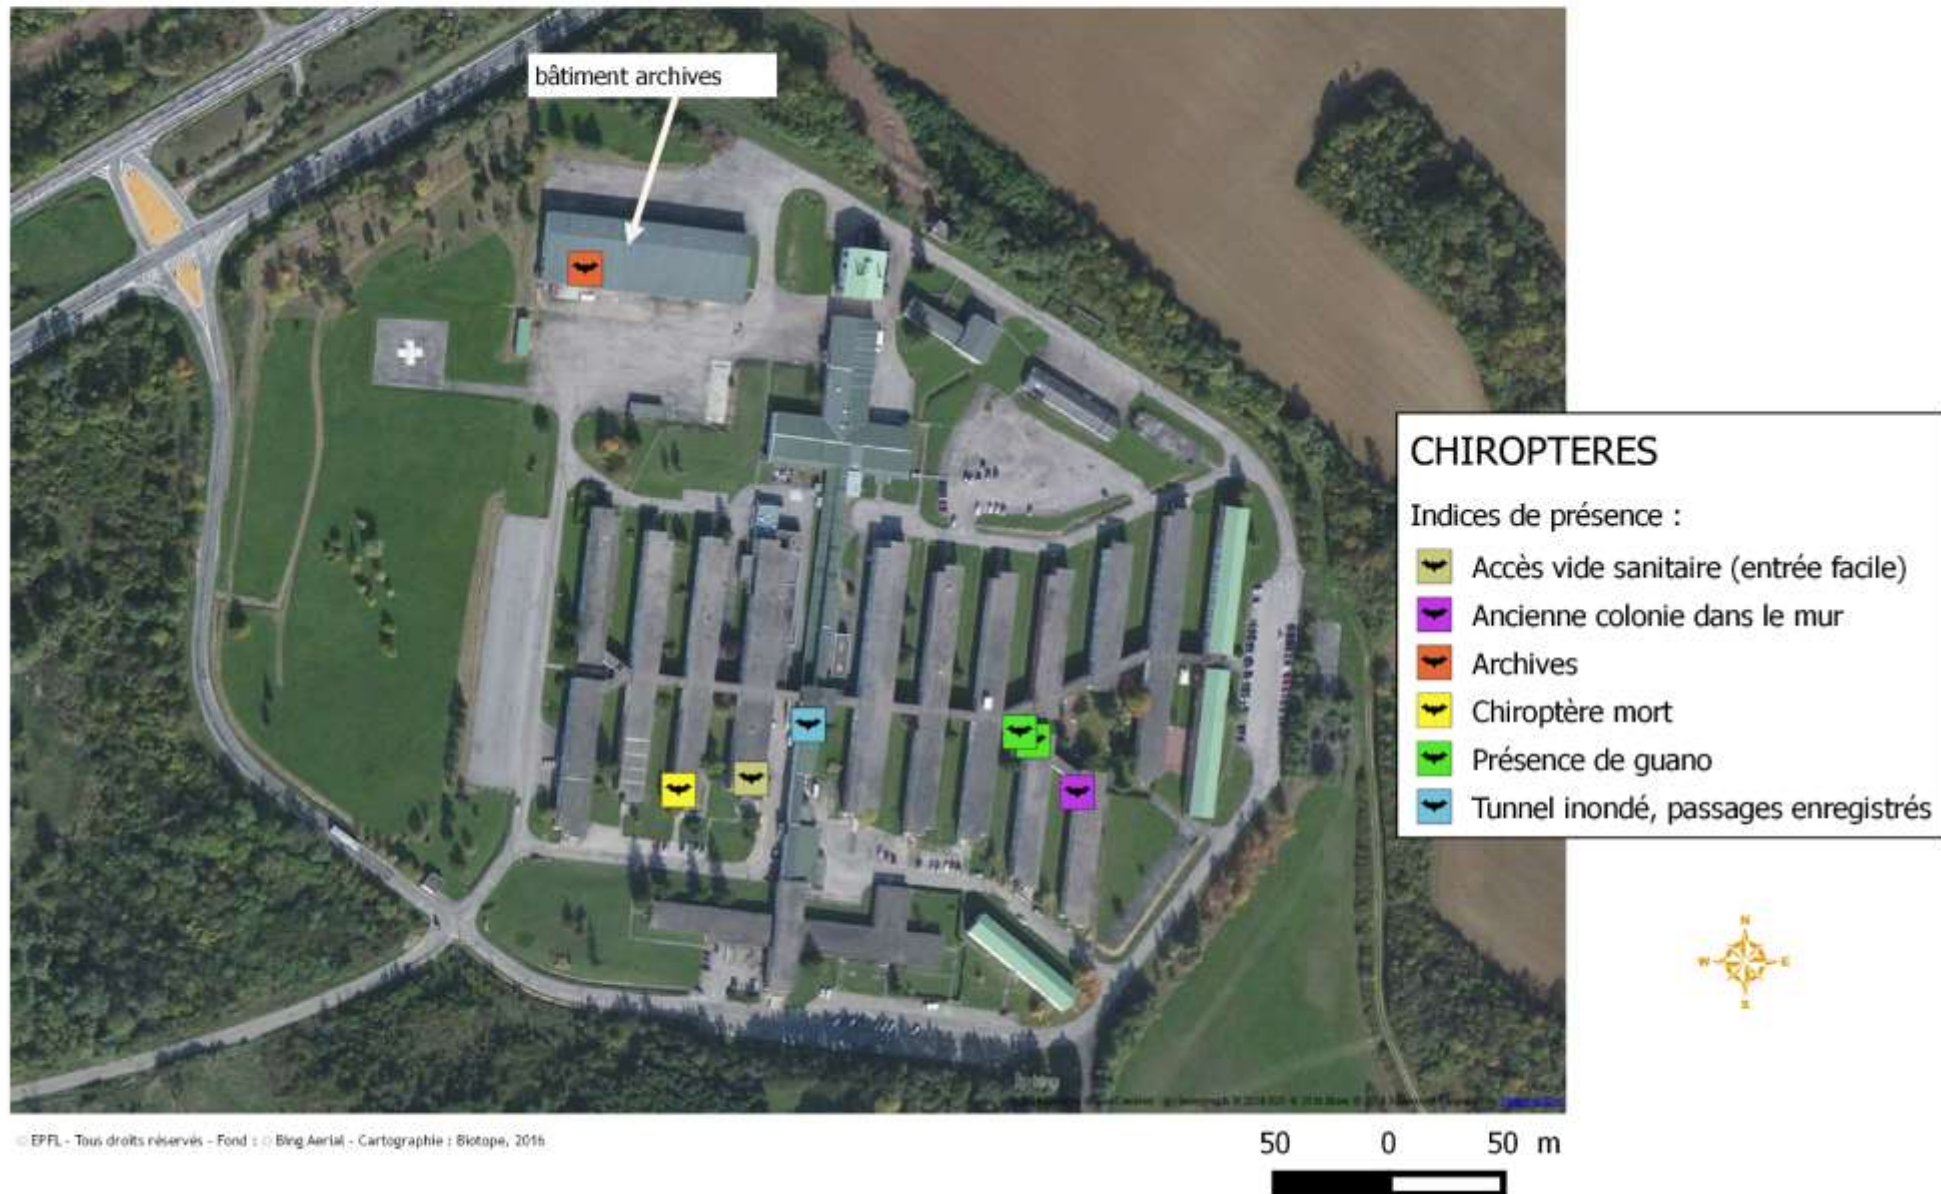 bâtiment archives
CHIROPTERES
Indices de présence :
Accès vide sanitaire (entrée facile)
Ancienne colonie dans le mur
Archives
Chiroptère mort
Présence de guano
Tunnel inondé, passages enregistrés
N
W E
S
© EPFL - Tous droits réservés - Fond : © Bing Aerial - Cartographie : Biotope, 2016
50 0 50 m